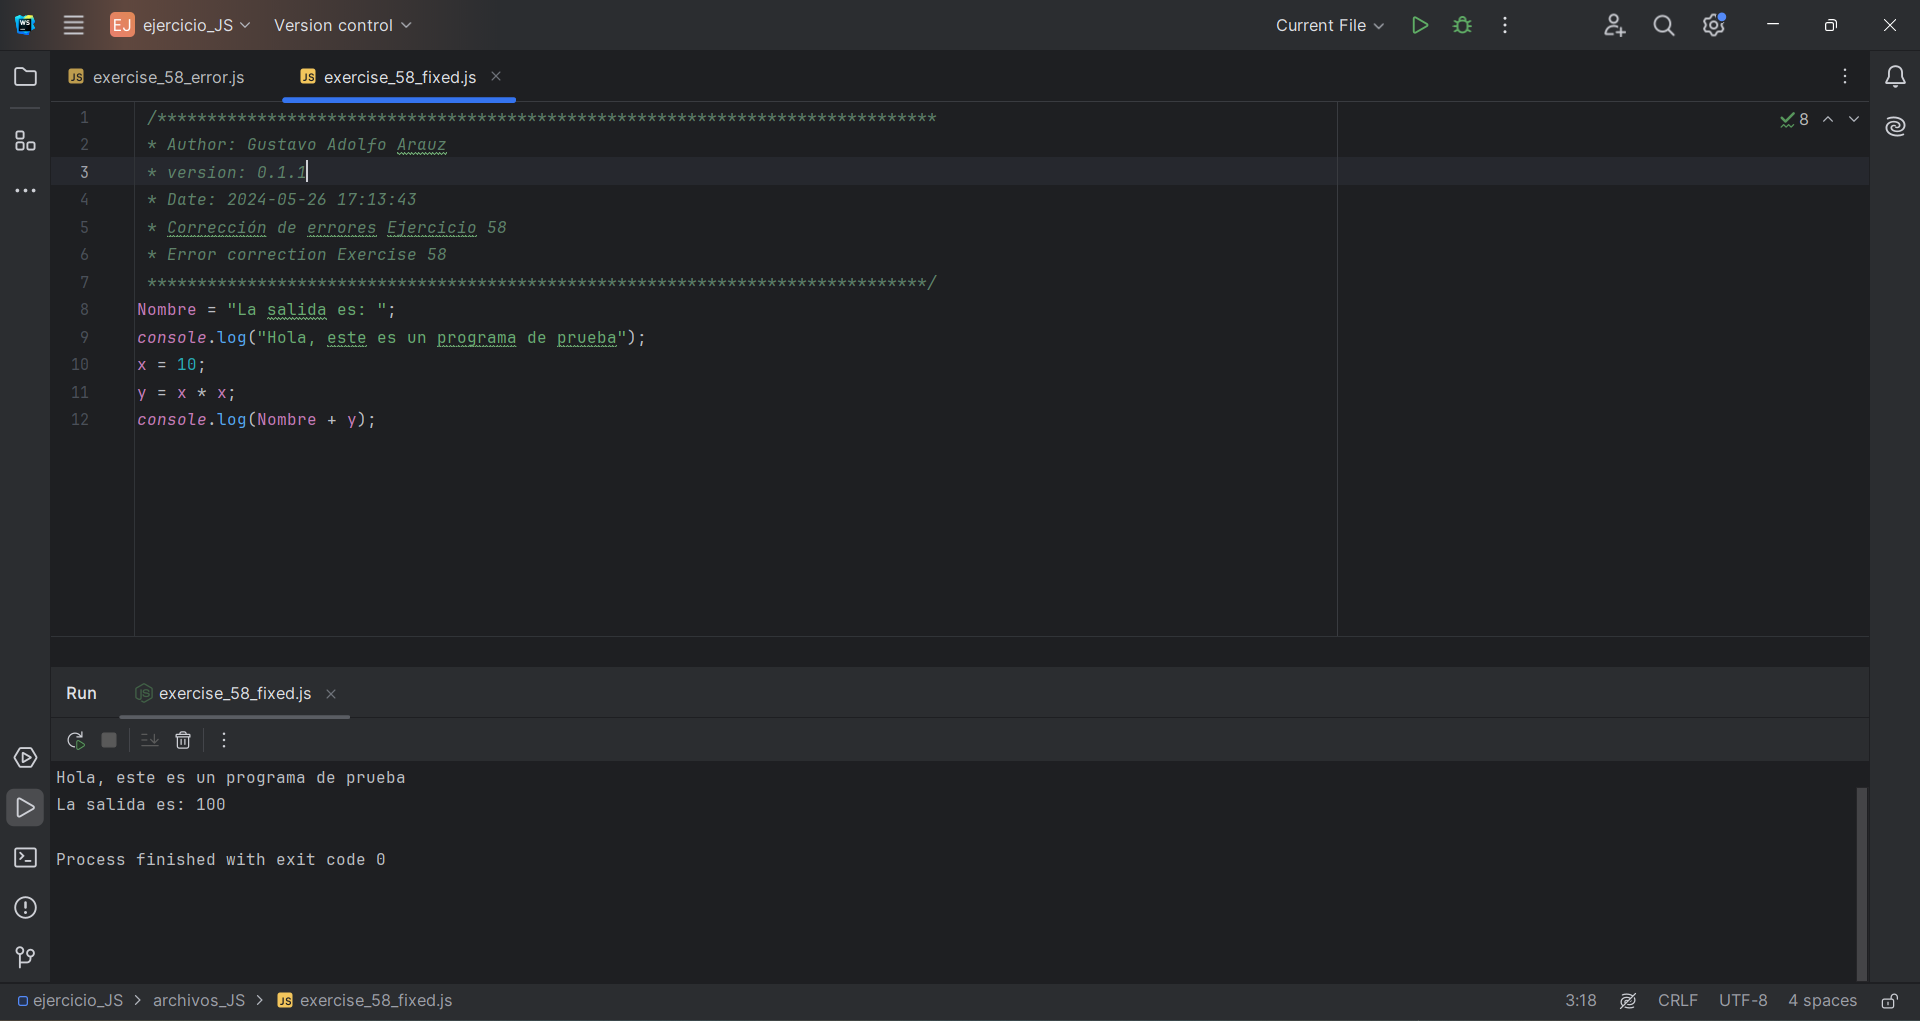 WS
EJ ejercicio_JS Version control Current File
JS exercise_58_error.js JS exercise_58_fixed.js
1 /******************************************************************************
2 * Author: Gustavo Adolfo Arauz
3 * version: 0.1.1
4 * Date: 2024-05-26 17:13:43
5 * Corrección de errores Ejercicio 58
6 * Error correction Exercise 58
7 ******************************************************************************/
8 Nombre = "La salida es: ";
9 console.log("Hola, este es un programa de prueba");
10 x = 10;
11 y = x * x;
12 console.log(Nombre + y);
8
Run JS exercise_58_fixed.js
Hola, este es un programa de prueba
La salida es: 100
Process finished with exit code 0
ejercicio_JS > archivos_JS > JS exercise_58_fixed.js 3:18 CRLF UTF-8 4 spaces